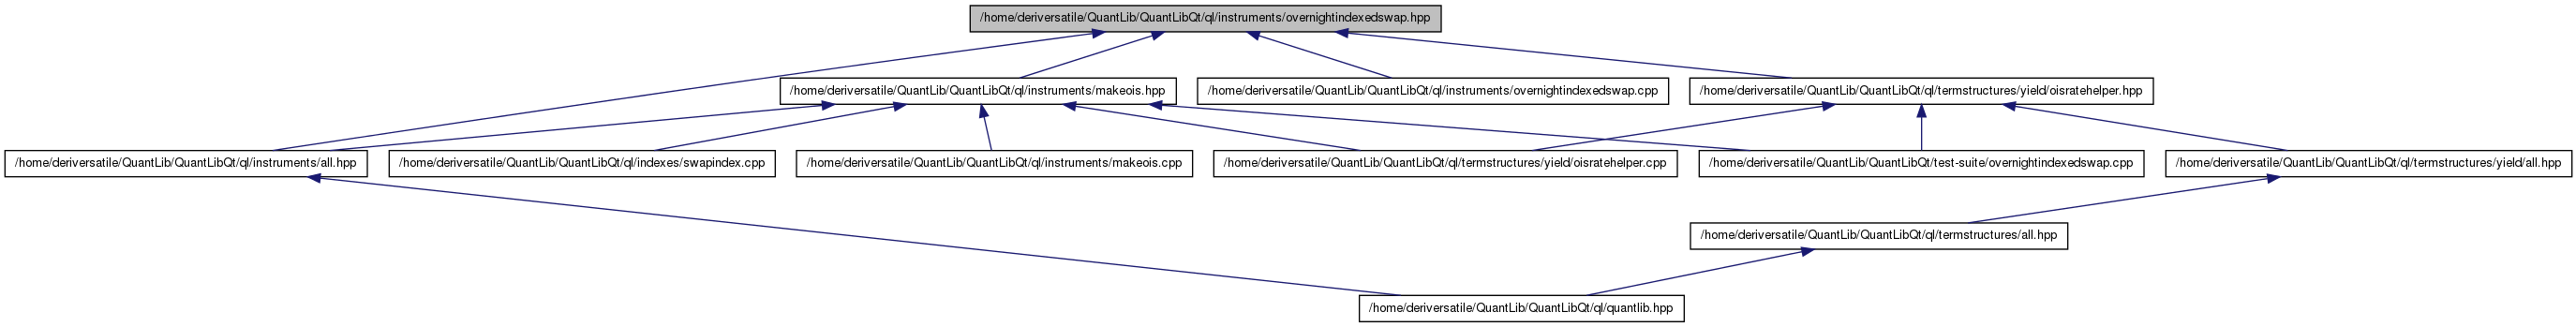 /home/deriversatile/QuantLib/QuantLibQt/ql/instruments/overnightindexedswap.hpp
/home/deriversatile/QuantLib/QuantLibQt/ql/instruments/makeois.hpp
/home/deriversatile/QuantLib/QuantLibQt/ql/instruments/overnightindexedswap.cpp
/home/deriversatile/QuantLib/QuantLibQt/ql/termstructures/yield/oisratehelper.hpp
/home/deriversatile/QuantLib/QuantLibQt/ql/instruments/all.hpp
/home/deriversatile/QuantLib/QuantLibQt/ql/indexes/swapindex.cpp
/home/deriversatile/QuantLib/QuantLibQt/ql/instruments/makeois.cpp
/home/deriversatile/QuantLib/QuantLibQt/ql/termstructures/yield/oisratehelper.cpp
/home/deriversatile/QuantLib/QuantLibQt/test-suite/overnightindexedswap.cpp
/home/deriversatile/QuantLib/QuantLibQt/ql/termstructures/yield/all.hpp
/home/deriversatile/QuantLib/QuantLibQt/ql/termstructures/all.hpp
/home/deriversatile/QuantLib/QuantLibQt/ql/quantlib.hpp